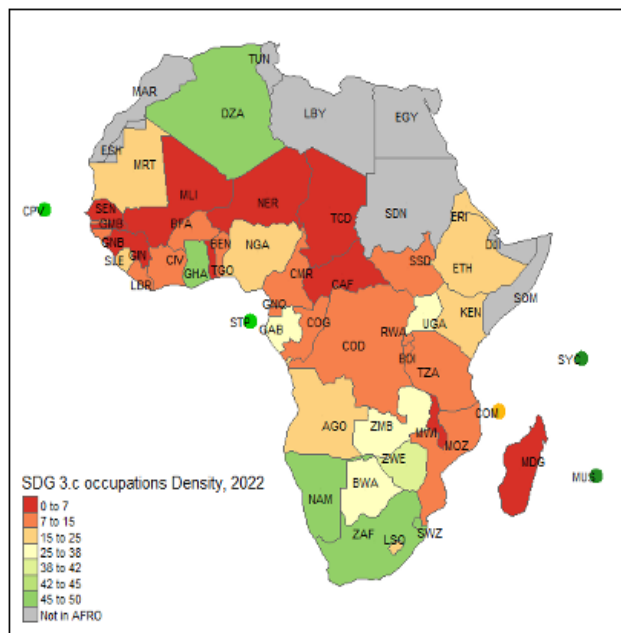 TUN
MAR
DZA
LBY
EGY
ESH
MRT
CPV
MLI
NER
TCD
SDN
ERI
SEN
GMB
BFA
DJI
GNB
GIN
BEN
NGA
SLE
CIV
GHA
TGO
CMR
CAF
SSD
ETH
LBR
SOM
GNQ
STP
GAB
COG
UGA
KEN
COD
RWA
BDI
TZA
SYC
COM
AGO
ZMB
MWI
MOZ
MDG
MUS
ZWE
NAM
BWA
SWZ
ZAF
LSO
SDG 3.c occupations Density, 2022
0 to 7
7 to 15
15 to 25
25 to 38
38 to 42
42 to 45
45 to 50
Not in AFRO